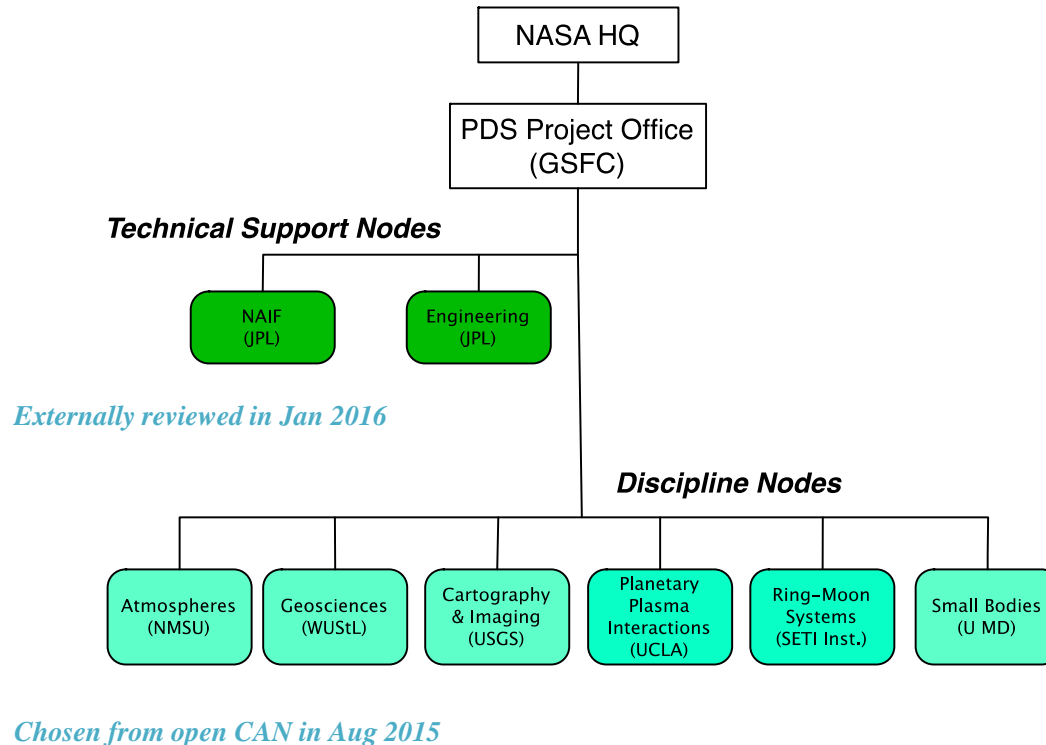 NASA HQ
PDS Project Office
(GSFC)
Technical Support Nodes
NAIF
(JPL)
Engineering
(JPL)
Externally reviewed in Jan 2016
Discipline Nodes
Atmospheres
(NMSU)
Geosciences
(WUStL)
Cartography
& Imaging
(USGS)
Planetary
Plasma
Interactions
(UCLA)
Ring-Moon
Systems
(SETI Inst.)
Small Bodies
(U MD)
Chosen from open CAN in Aug 2015